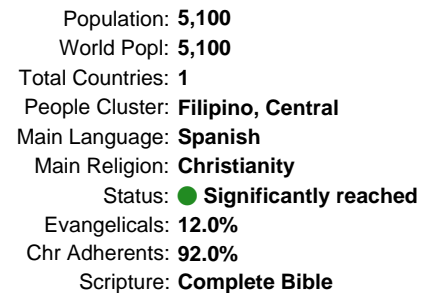 Population: 5,100
World Popl: 5,100
Total Countries: 1
People Cluster: Filipino, Central
Main Language: Spanish
Main Religion: Christianity
Status: Significantly reached
Evangelicals: 12.0%
Chr Adherents: 92.0%
Scripture: Complete Bible